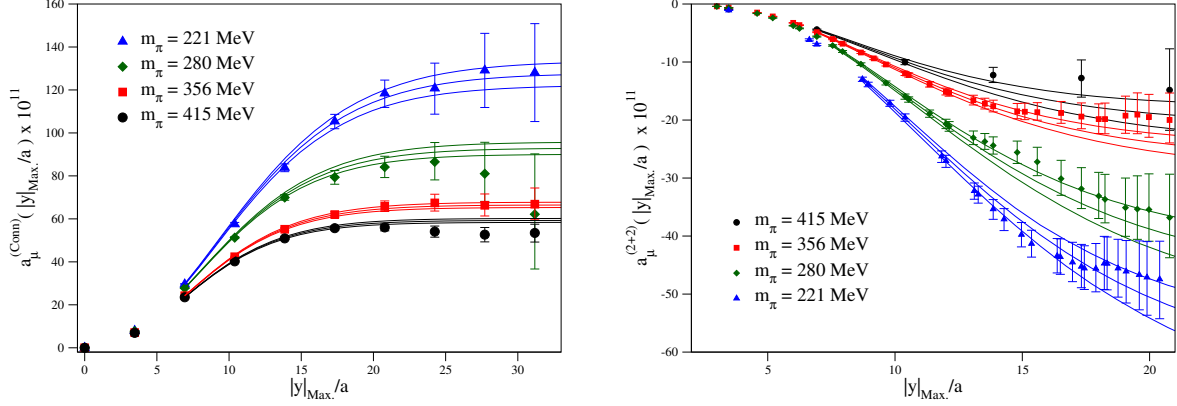 160
140
120
100
80
60
40
20
0
a_μ^(Conn)(|y|_Max./a) x 10^11
m_π = 221 MeV
m_π = 280 MeV
m_π = 356 MeV
m_π = 415 MeV
0 5 10 15 20 25 30
|y|_Max./a
0
-10
-20
-30
-40
-50
-60
a_μ^(2+2)(|y|_Max./a) x 10^11
m_π = 415 MeV
m_π = 356 MeV
m_π = 280 MeV
m_π = 221 MeV
5 10 15 20
|y|_Max./a